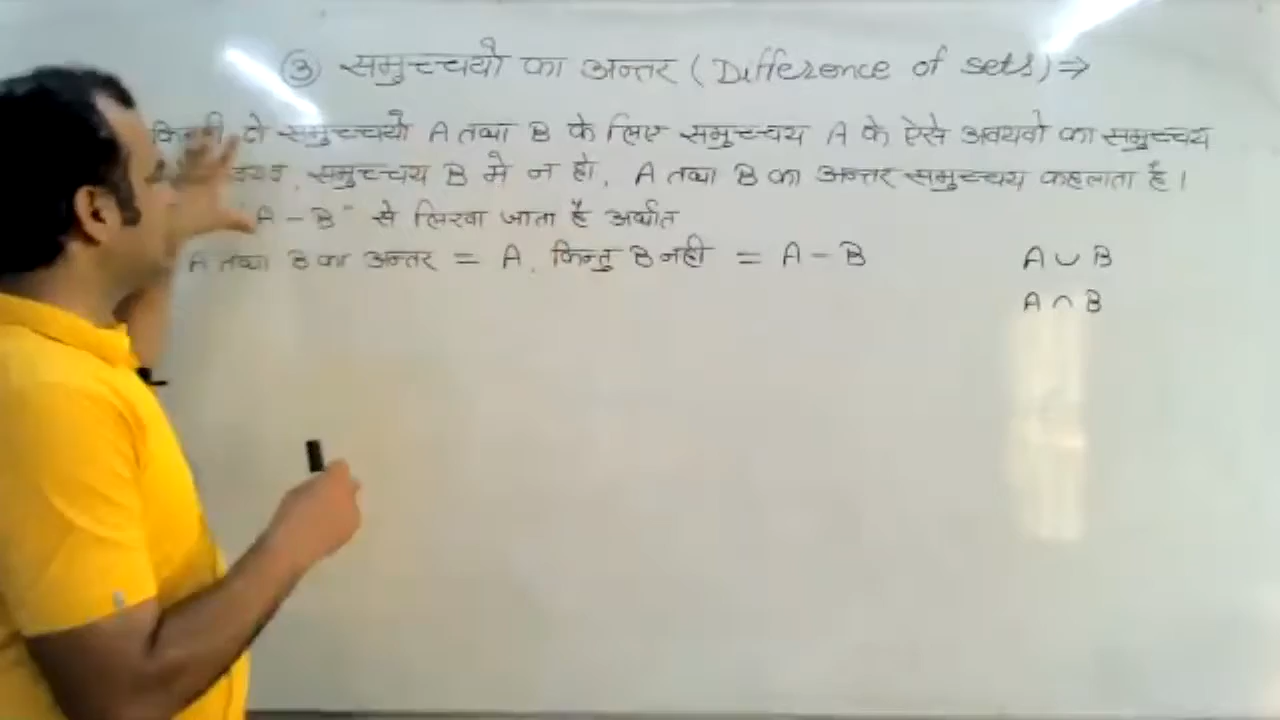 ③ समुच्चयो का अन्तर (Difference of sets) ⇒
दो समुच्चयो A तथा B के लिए समुच्चय A के ऐसे अवयवो का समुच्चय
समुच्चय B मे न हो, A तथा B का अन्तर समुच्चय कहलाता है।
"A - B" से लिखा जाता है अर्थात
A तथा B का अन्तर = A, किन्तु B नही = A - B
A ∪ B
A ∩ B